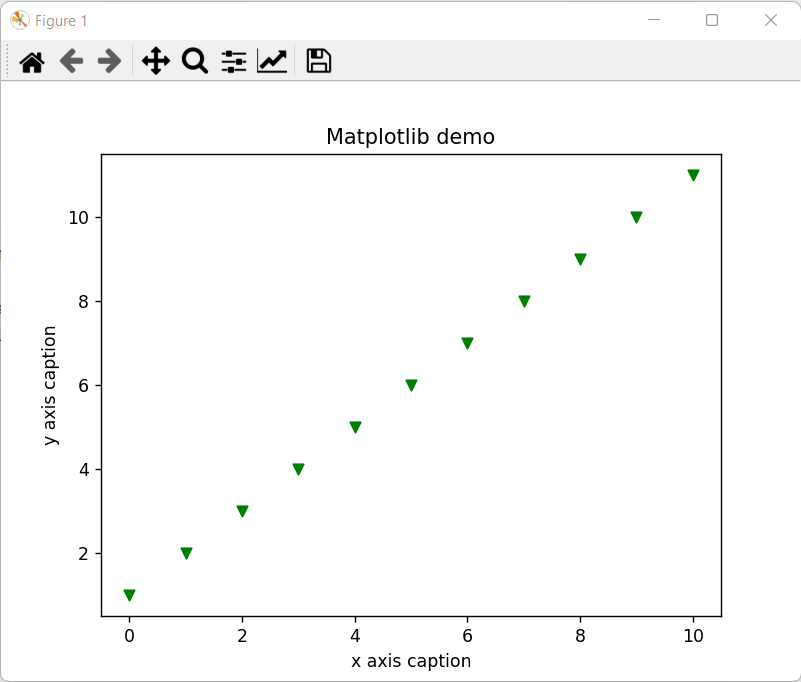 Figure 1
Matplotlib demo
10
8
6
4
2
y axis caption
0 2 4 6 8 10
x axis caption